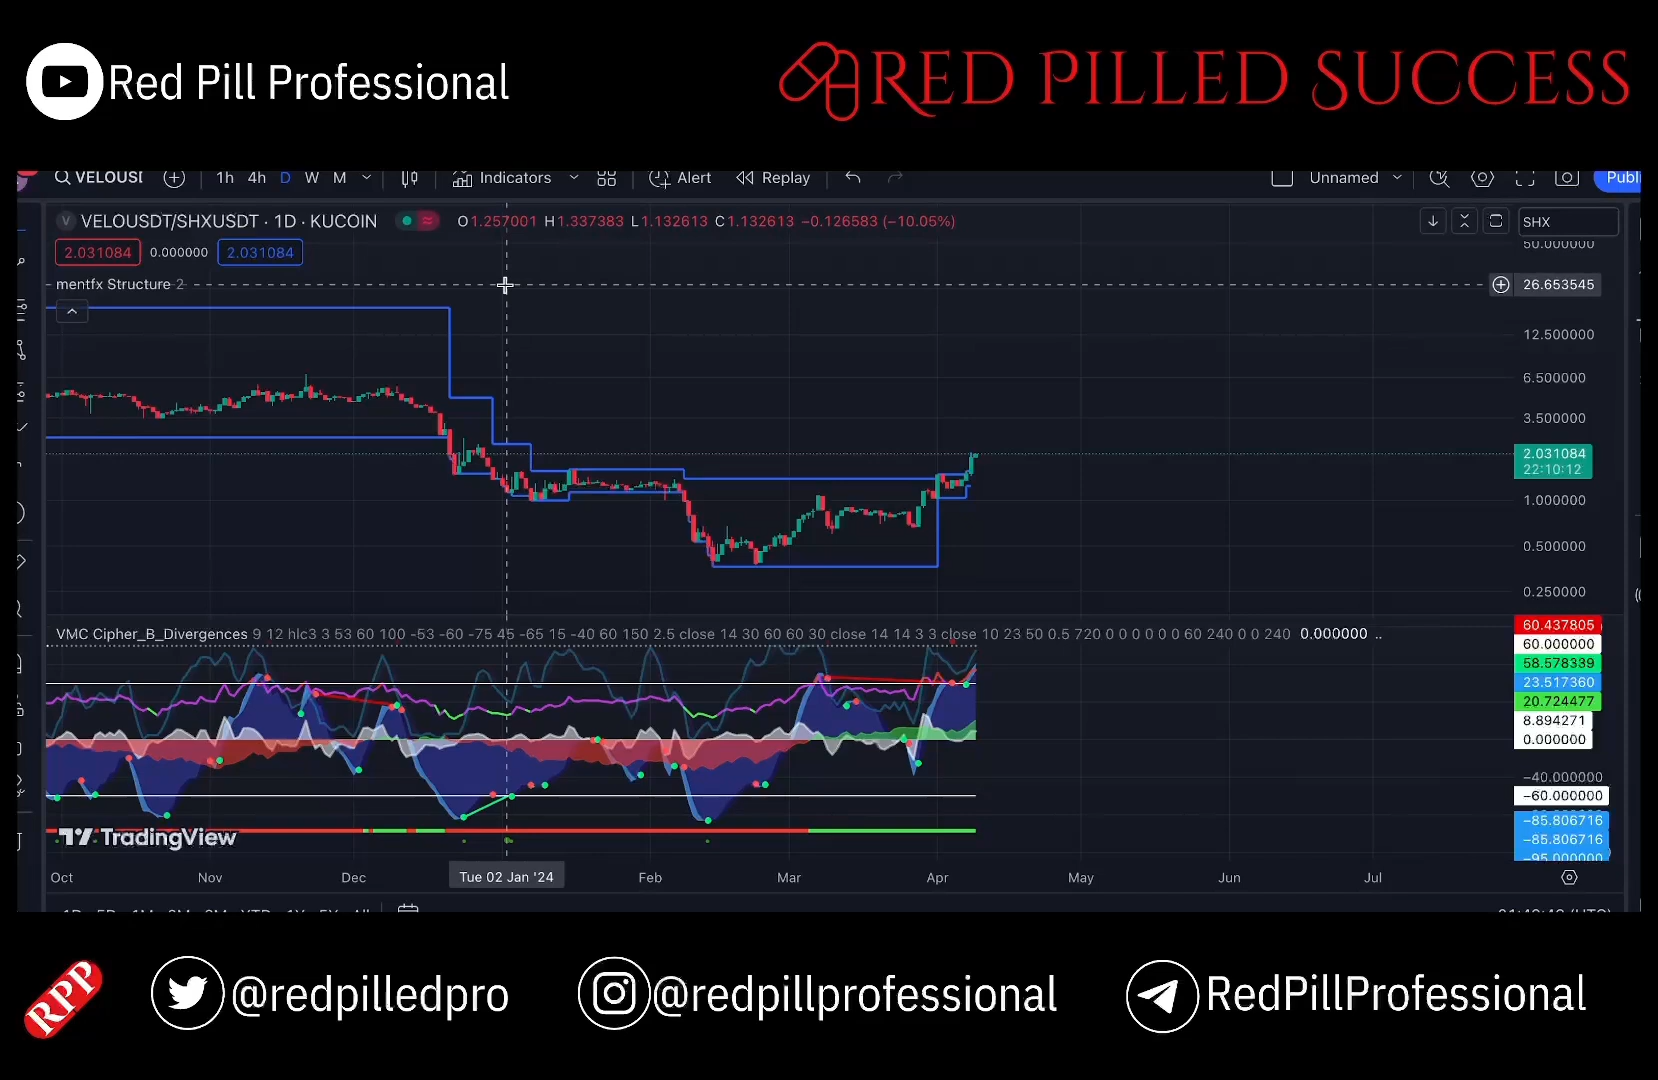 Red Pill Professional
RED PILLED SUCCESS
VELOUSI
1h 4h D W M
Indicators
Alert
Replay
Unnamed
Publ
V VELOUSDT/SHXUSDT · 1D · KUCOIN
O1.257001 H1.337383 L1.132613 C1.132613 −0.126583 (−10.05%)
SHX
2.031084 0.000000 2.031084
50.000000
mentfx Structure 2
26.653545
12.500000
6.500000
3.500000
2.031084
22:10:12
1.000000
0.500000
0.250000
VMC Cipher_B_Divergences 9 12 hlc3 3 53 60 100 -53 -60 -75 45 -65 15 -40 60 150 2.5 close 14 30 60 60 30 close 14 14 3 3 close 10 23 50 0.5 720 0 0 0 0 0 0 60 240 0 0 240 0.000000 ..
60.437805
60.000000
58.578339
23.517360
20.724477
8.894271
0.000000
−40.000000
−60.000000
−85.806716
−85.806716
−95.000000
TradingView
Oct Nov Dec Tue 02 Jan '24 Feb Mar Apr May Jun Jul
RPP
@redpilledpro
@redpillprofessional
RedPillProfessional